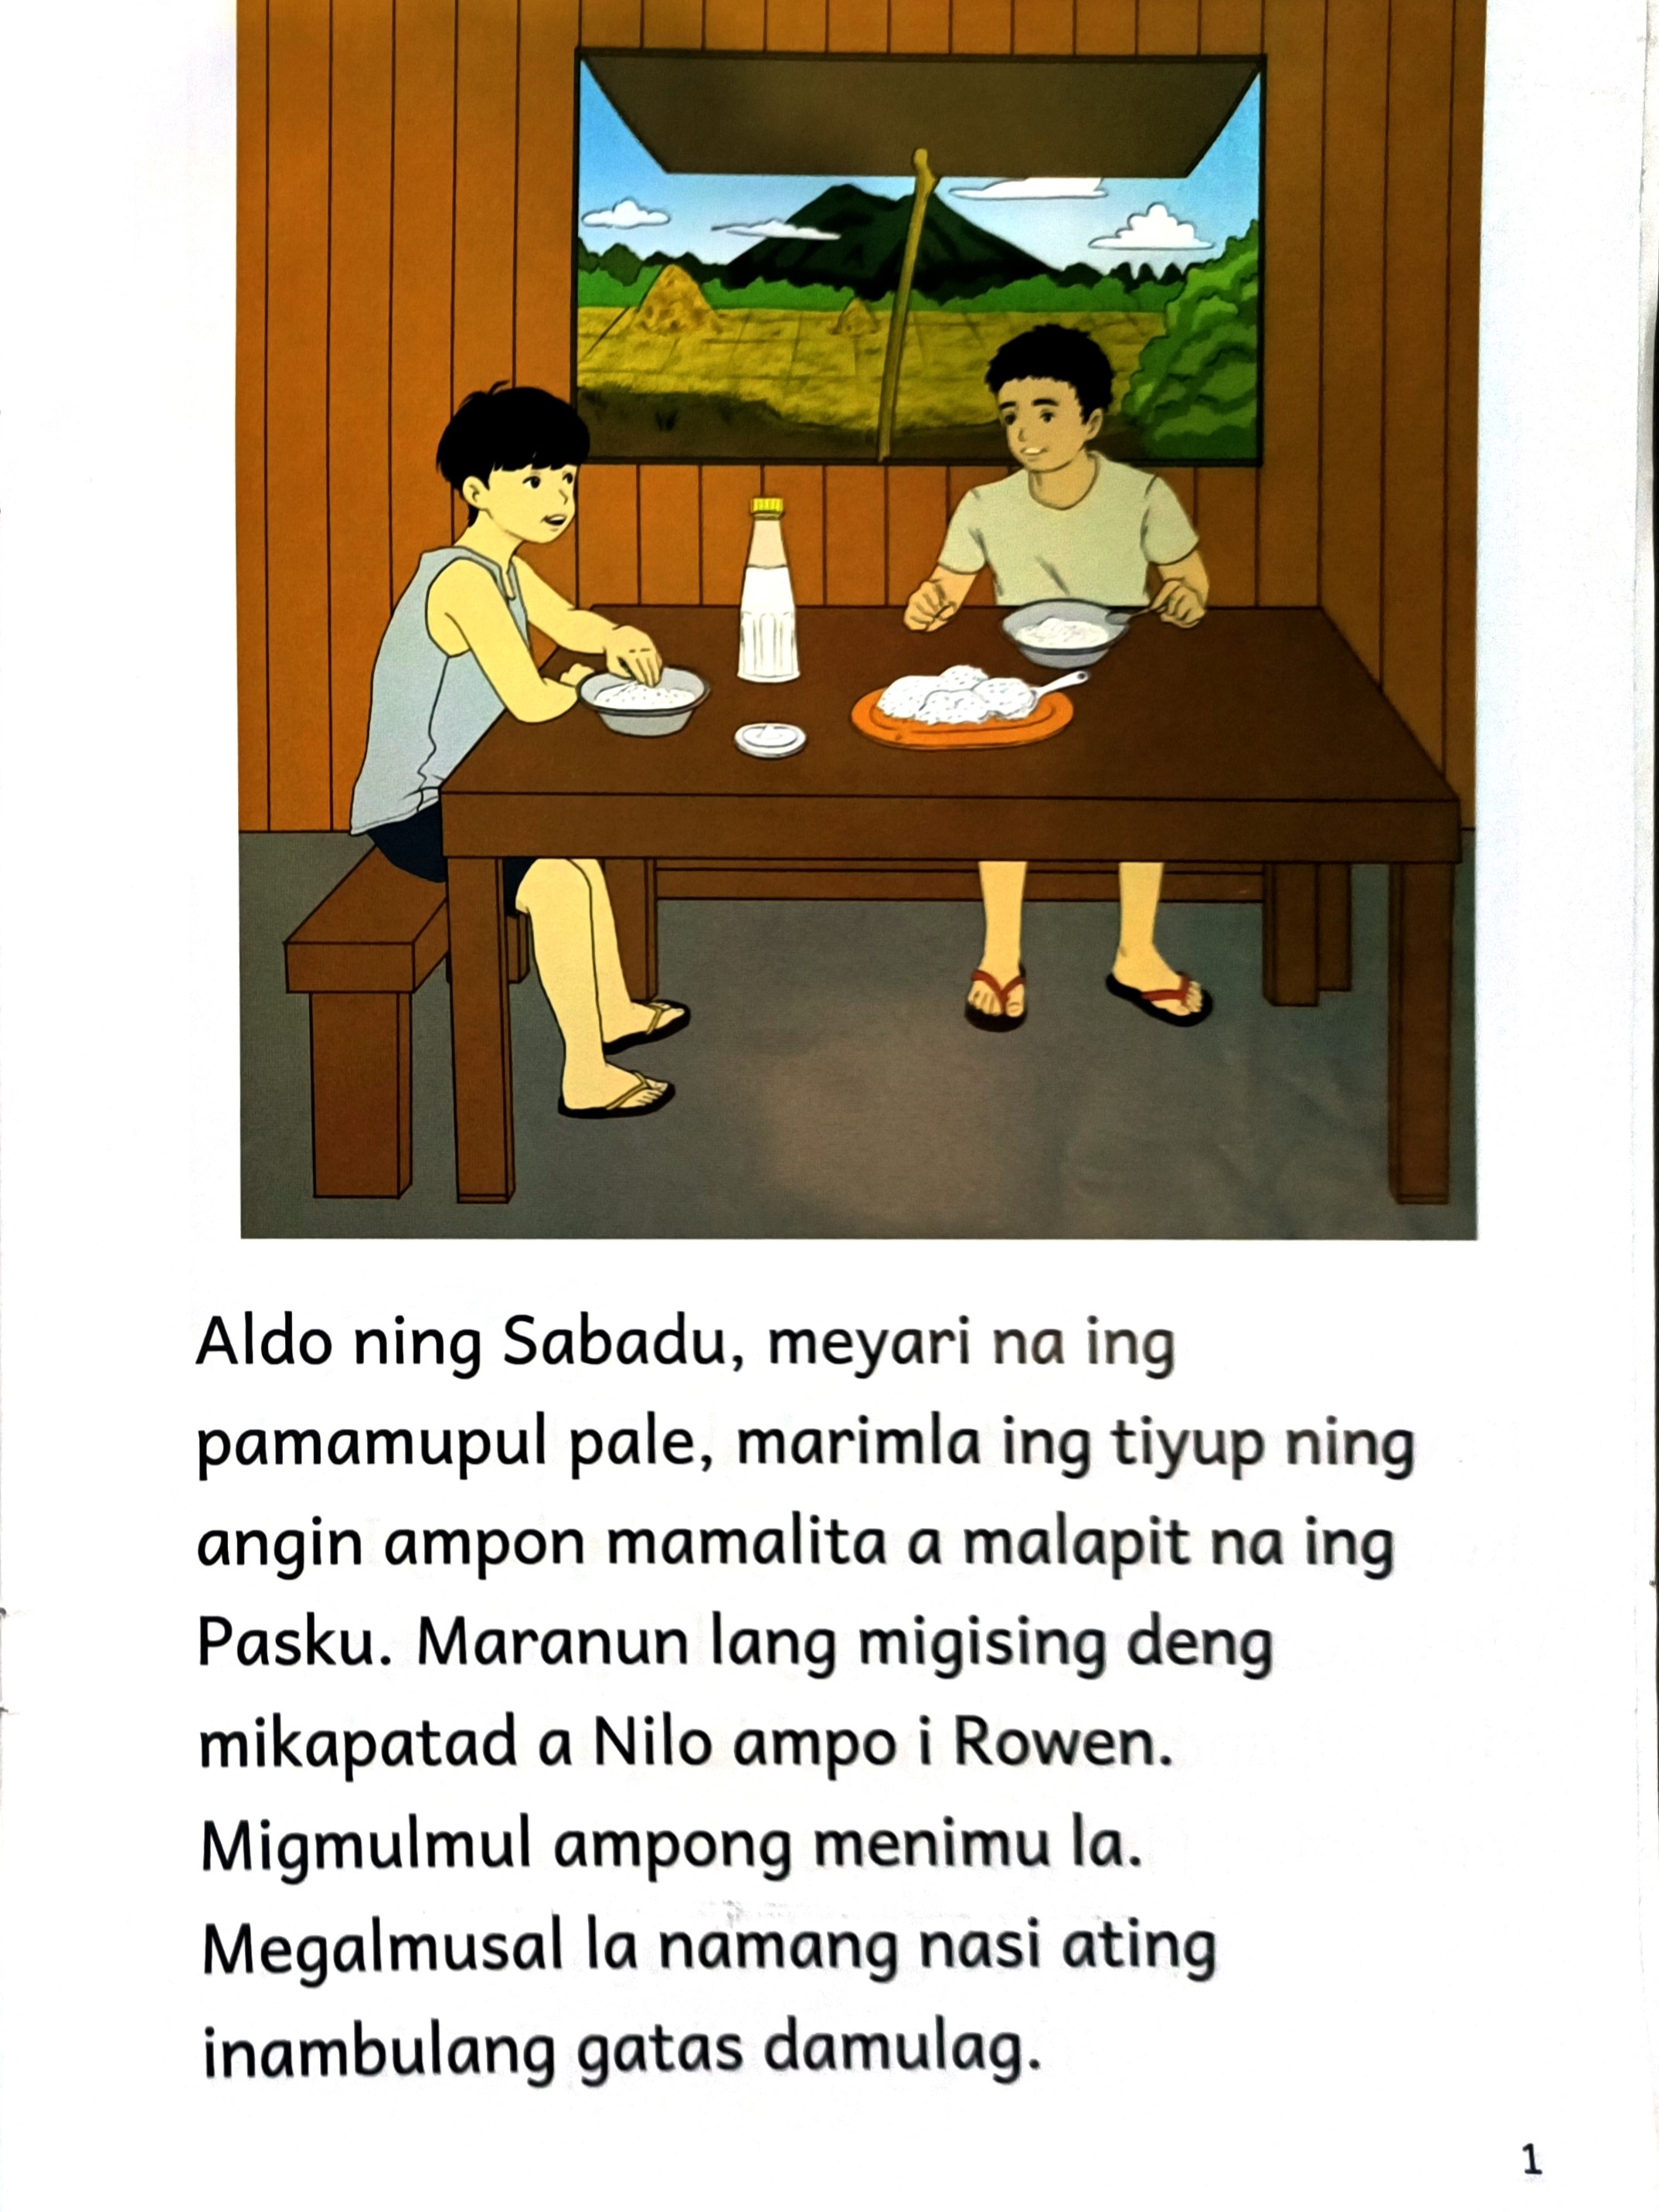 Aldo ning Sabadu, meyari na ing
pamamupul pale, marimla ing tiyup ning
angin ampon mamalita a malapit na ing
Pasku. Maranun lang migising deng
mikapatad a Nilo ampo i Rowen.
Migmulmul ampong menimu la.
Megalmusal la namang nasi ating
inambulang gatas damulag.
1